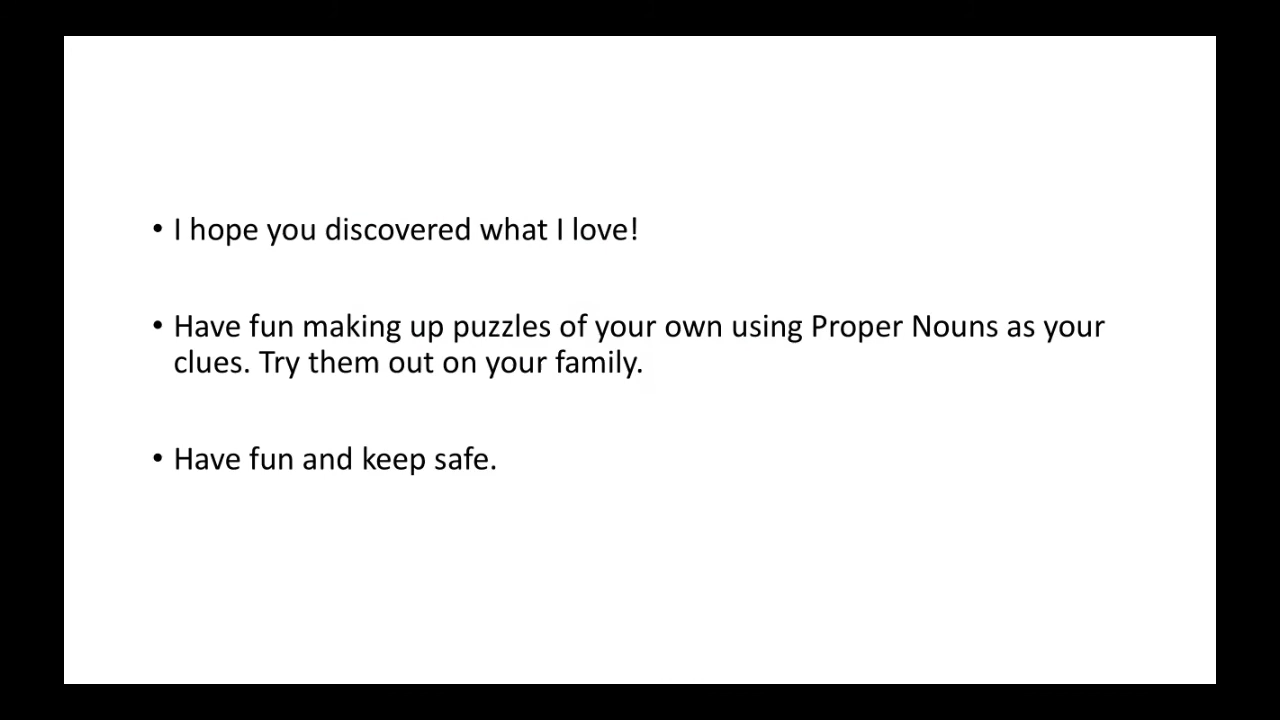 • I hope you discovered what I love!
• Have fun making up puzzles of your own using Proper Nouns as your
clues. Try them out on your family.
• Have fun and keep safe.